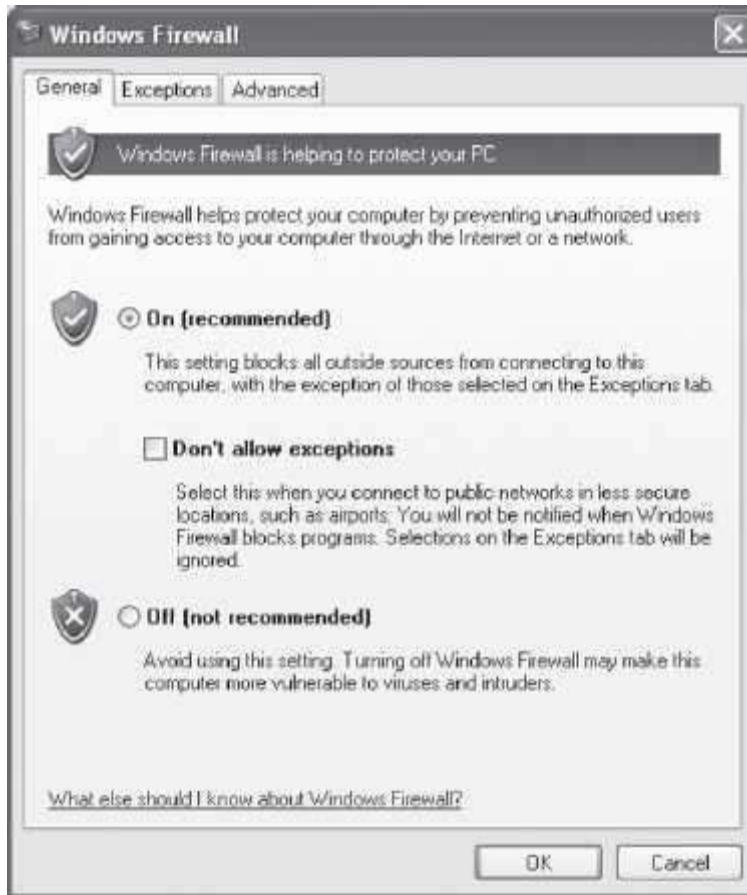 Windows Firewall
General Exceptions Advanced
Windows Firewall is helping to protect your PC
Windows Firewall helps protect your computer by preventing unauthorized users
from gaining access to your computer through the Internet or a network.
On (recommended)
This setting blocks all outside sources from connecting to this
computer, with the exception of those selected on the Exceptions tab.
Don't allow exceptions
Select this when you connect to public networks in less secure
locations, such as airports. You will not be notified when Windows
Firewall blocks programs. Selections on the Exceptions tab will be
ignored.
Off (not recommended)
Avoid using this setting. Turning off Windows Firewall may make this
computer more vulnerable to viruses and intruders.
What else should I know about Windows Firewall?
OK Cancel